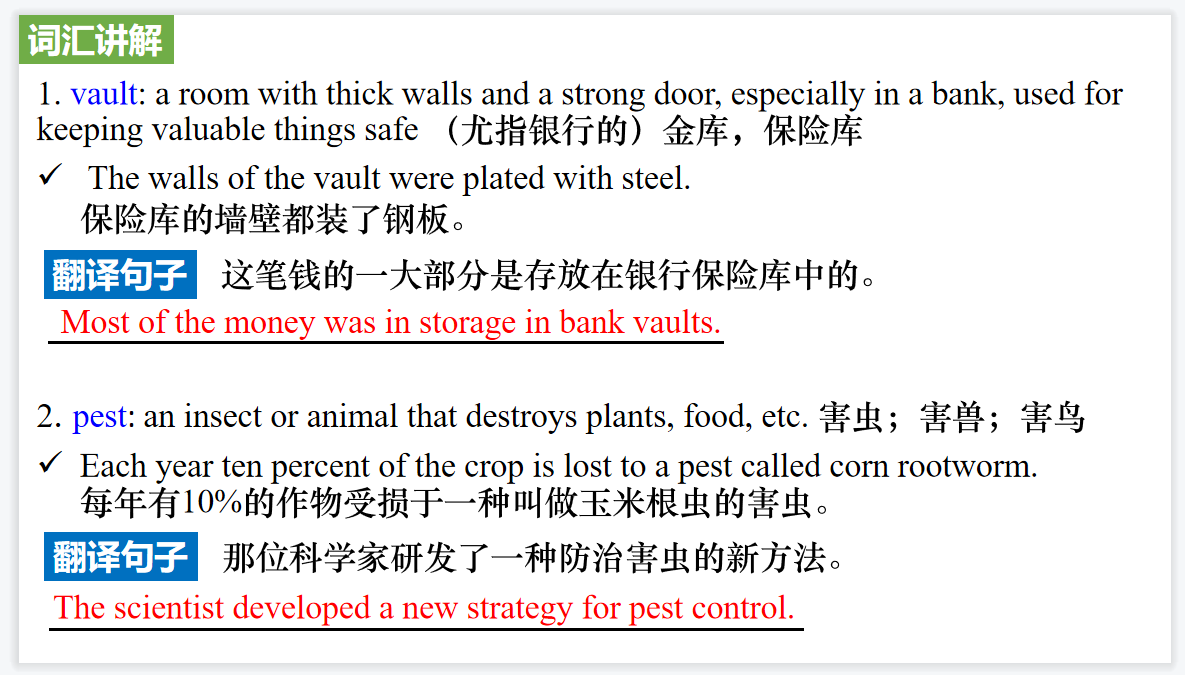 词汇讲解
1. vault: a room with thick walls and a strong door, especially in a bank, used for
keeping valuable things safe （尤指银行的）金库，保险库
✓ The walls of the vault were plated with steel.
保险库的墙壁都装了钢板。
翻译句子 这笔钱的一大部分是存放在银行保险库中的。
Most of the money was in storage in bank vaults.
2. pest: an insect or animal that destroys plants, food, etc. 害虫；害兽；害鸟
✓ Each year ten percent of the crop is lost to a pest called corn rootworm.
每年有10%的作物受损于一种叫做玉米根虫的害虫。
翻译句子 那位科学家研发了一种防治害虫的新方法。
The scientist developed a new strategy for pest control.